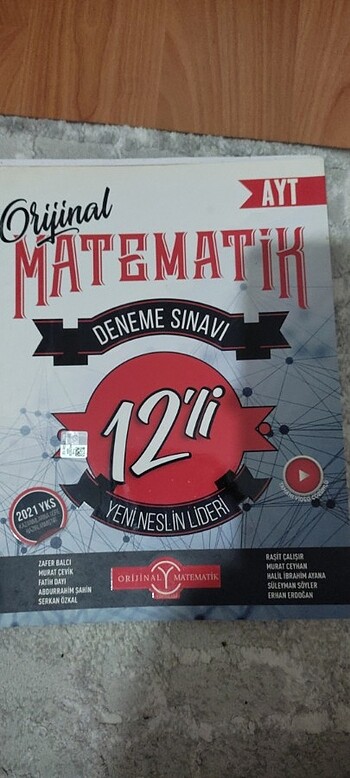 AYT
Orijinal
MATEMATİK
DENEME SINAVI
12'li
YENİ NESLİN LİDERİ
2021 YKS
ZAFER BALCI
MURAT ÇEVİK
FATİH DAYI
ABDURRAHİM ŞAHİN
SERKAN ÖZKAL
ORİJİNAL MATEMATİK
RAŞİT ÇALIŞIR
MURAT CEYHAN
HALİL İBRAHİM AYANA
SÜLEYMAN SÖYLER
ERHAN ERDOĞAN